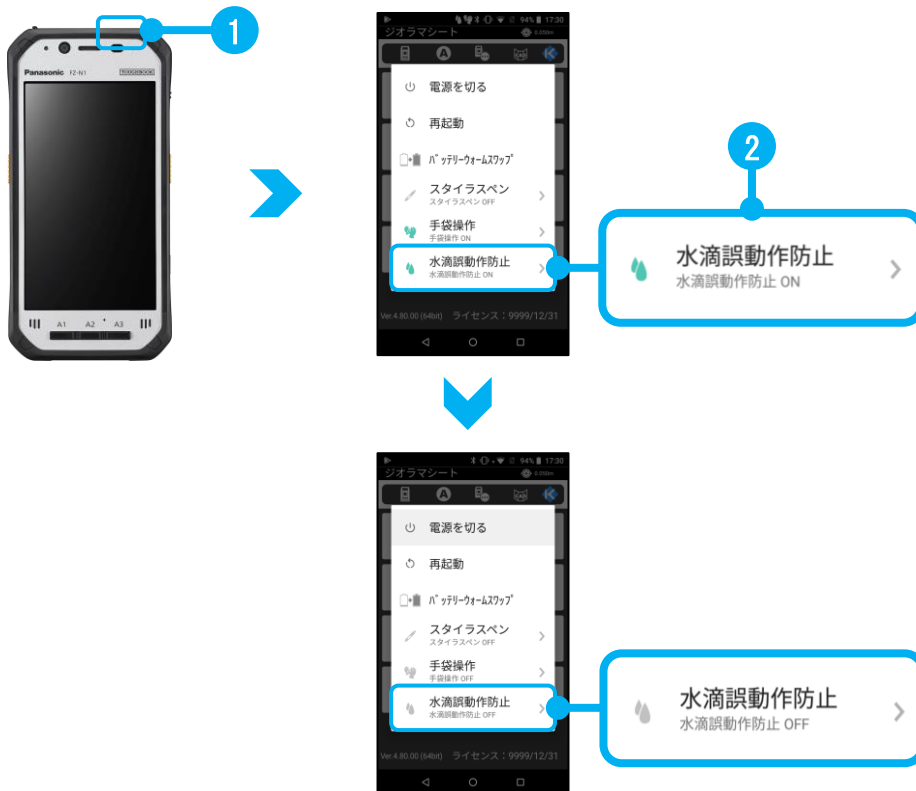 1
Panasonic FZ-N1
TOUGHBOOK
A1 A2 A3
94% 17:30
ジオラマシート 0.050m
A
電源を切る
再起動
バッテリーウォームスワップ
スタイラスペン
スタイラスペン OFF
手袋操作
手袋操作 ON
水滴誤動作防止
水滴誤動作防止 ON
Ver.4.80.00 (64bit) ライセンス：9999/12/31
2
水滴誤動作防止
水滴誤動作防止 ON
94% 17:30
ジオラマシート 0.050m
A
電源を切る
再起動
バッテリーウォームスワップ
スタイラスペン
スタイラスペン OFF
手袋操作
手袋操作 OFF
水滴誤動作防止
水滴誤動作防止 OFF
Ver.4.80.00 (64bit) ライセンス：9999/12/31
水滴誤動作防止
水滴誤動作防止 OFF